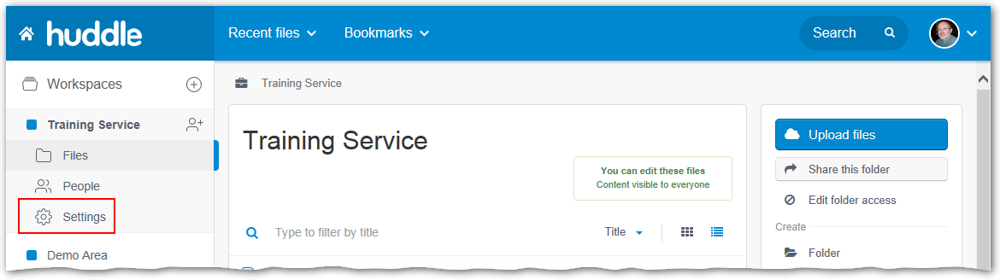 huddle
Recent files
Bookmarks
Search
Workspaces
Training Service
Files
People
Settings
Demo Area
Training Service
Training Service
You can edit these files
Content visible to everyone
Type to filter by title
Title
Upload files
Share this folder
Edit folder access
Create
Folder